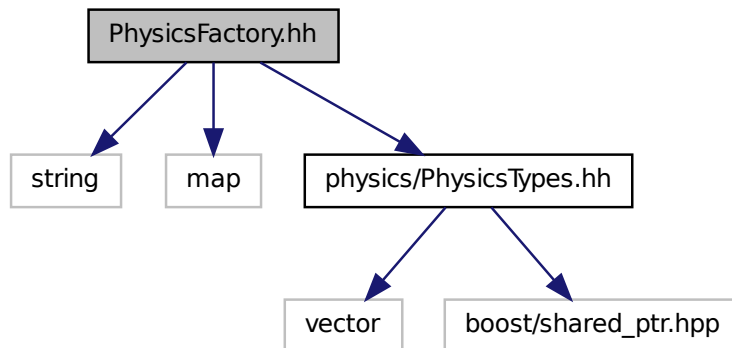 PhysicsFactory.hh
string
map
physics/PhysicsTypes.hh
vector
boost/shared_ptr.hpp